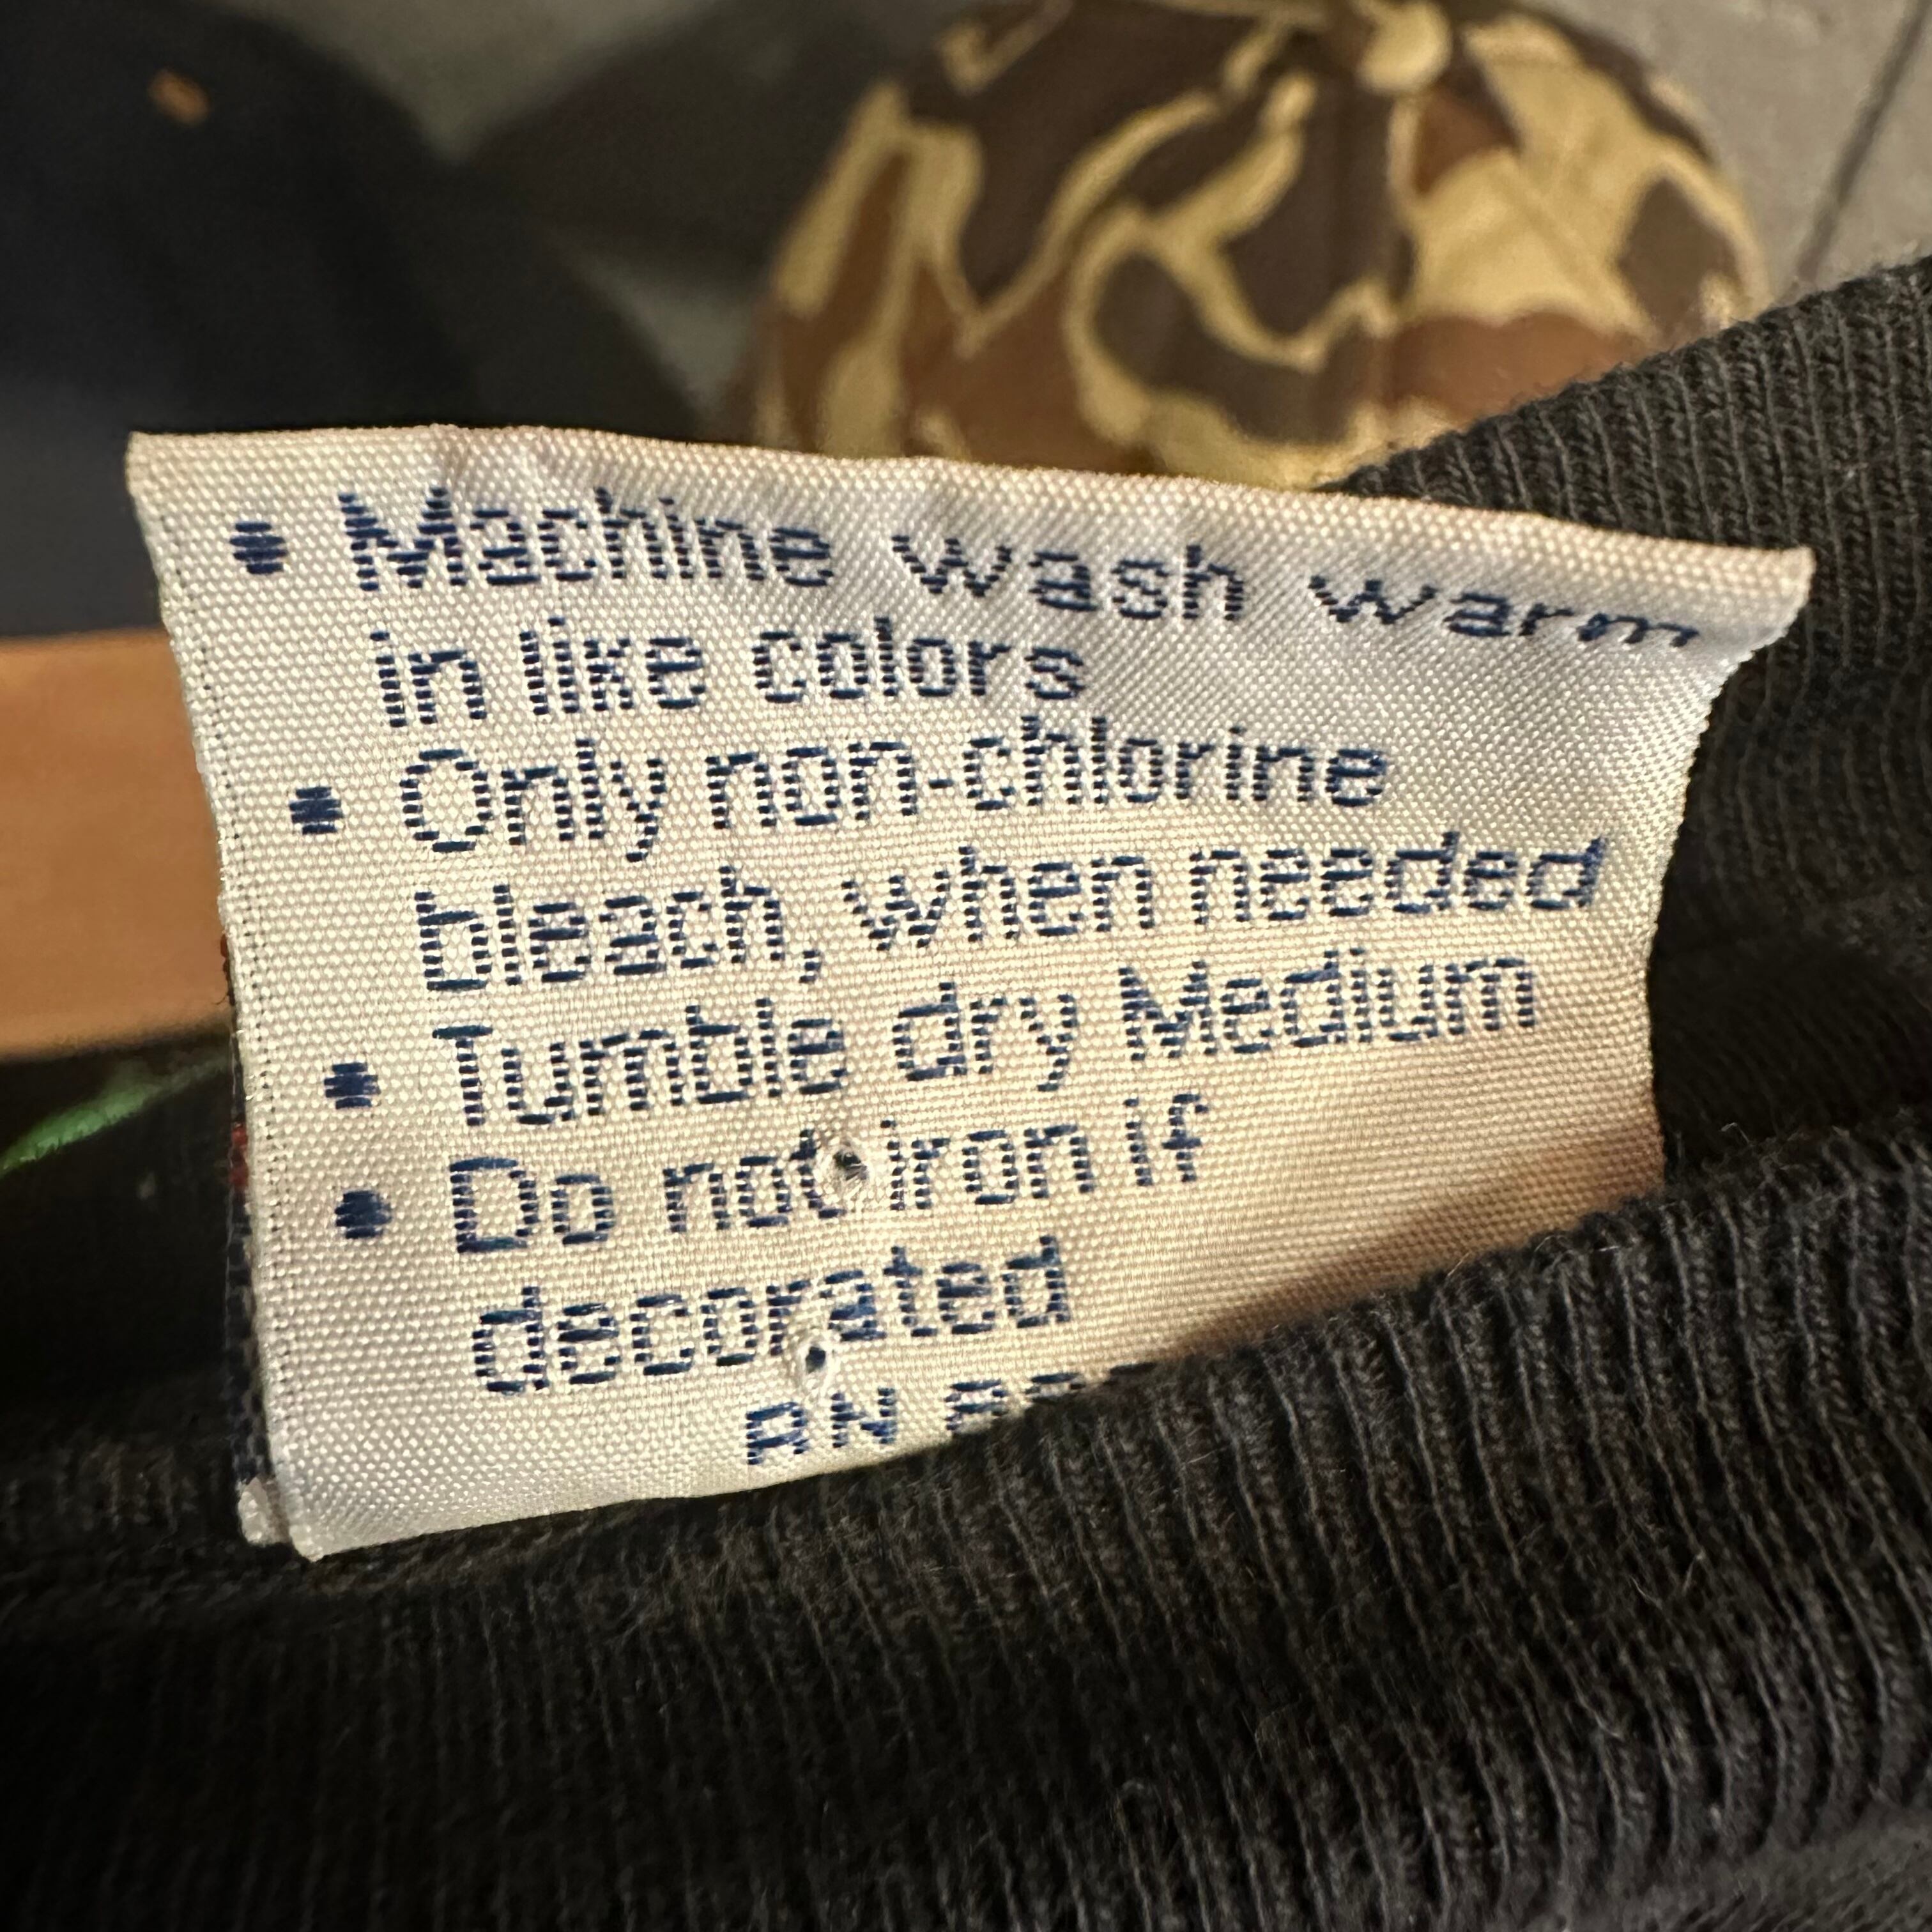 • Machine wash warm
in like colors
• Only non-chlorine
bleach, when needed
• Tumble dry Medium
• Do not iron if
decorated
RN